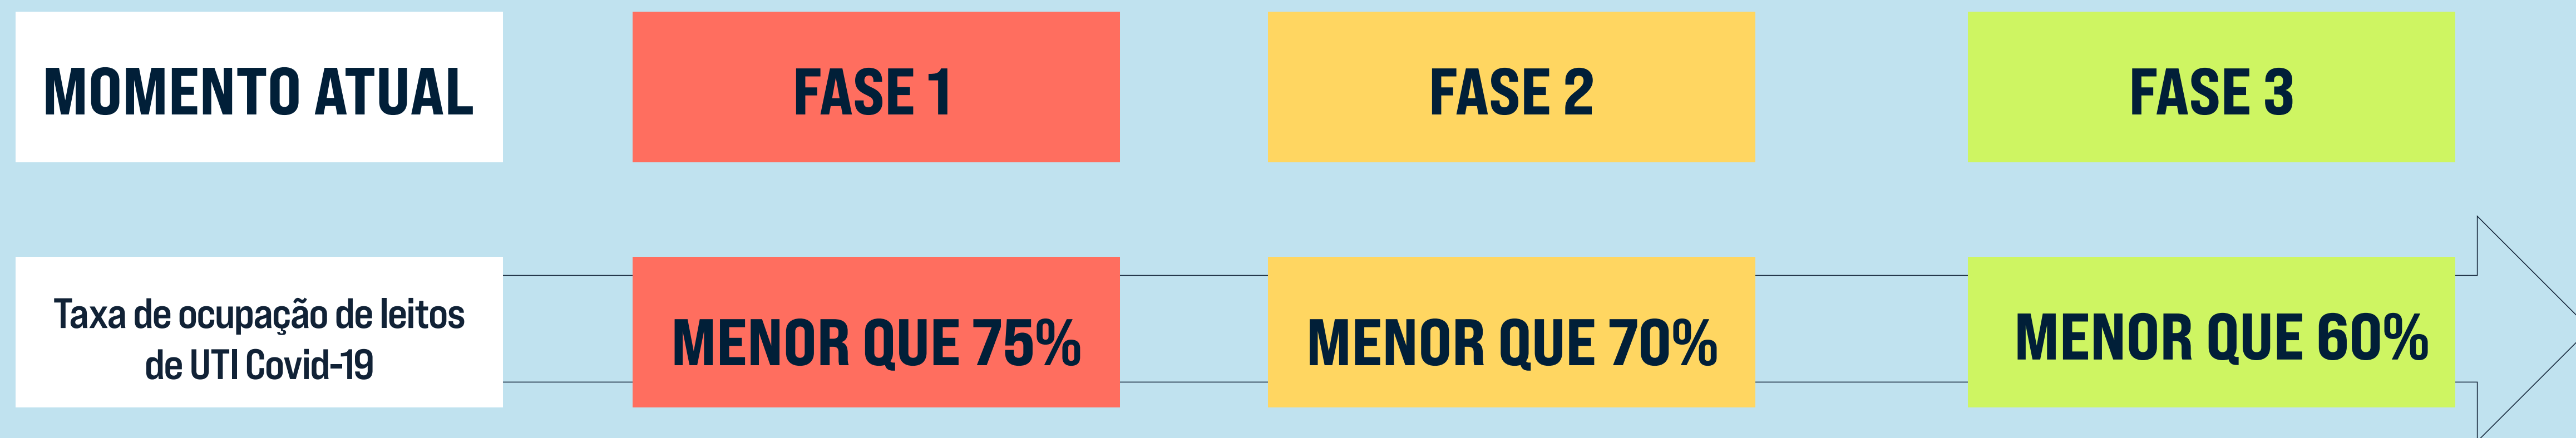 MOMENTO ATUAL
FASE 1
FASE 2
FASE 3
Taxa de ocupação de leitos
de UTI Covid-19
MENOR QUE 75%
MENOR QUE 70%
MENOR QUE 60%